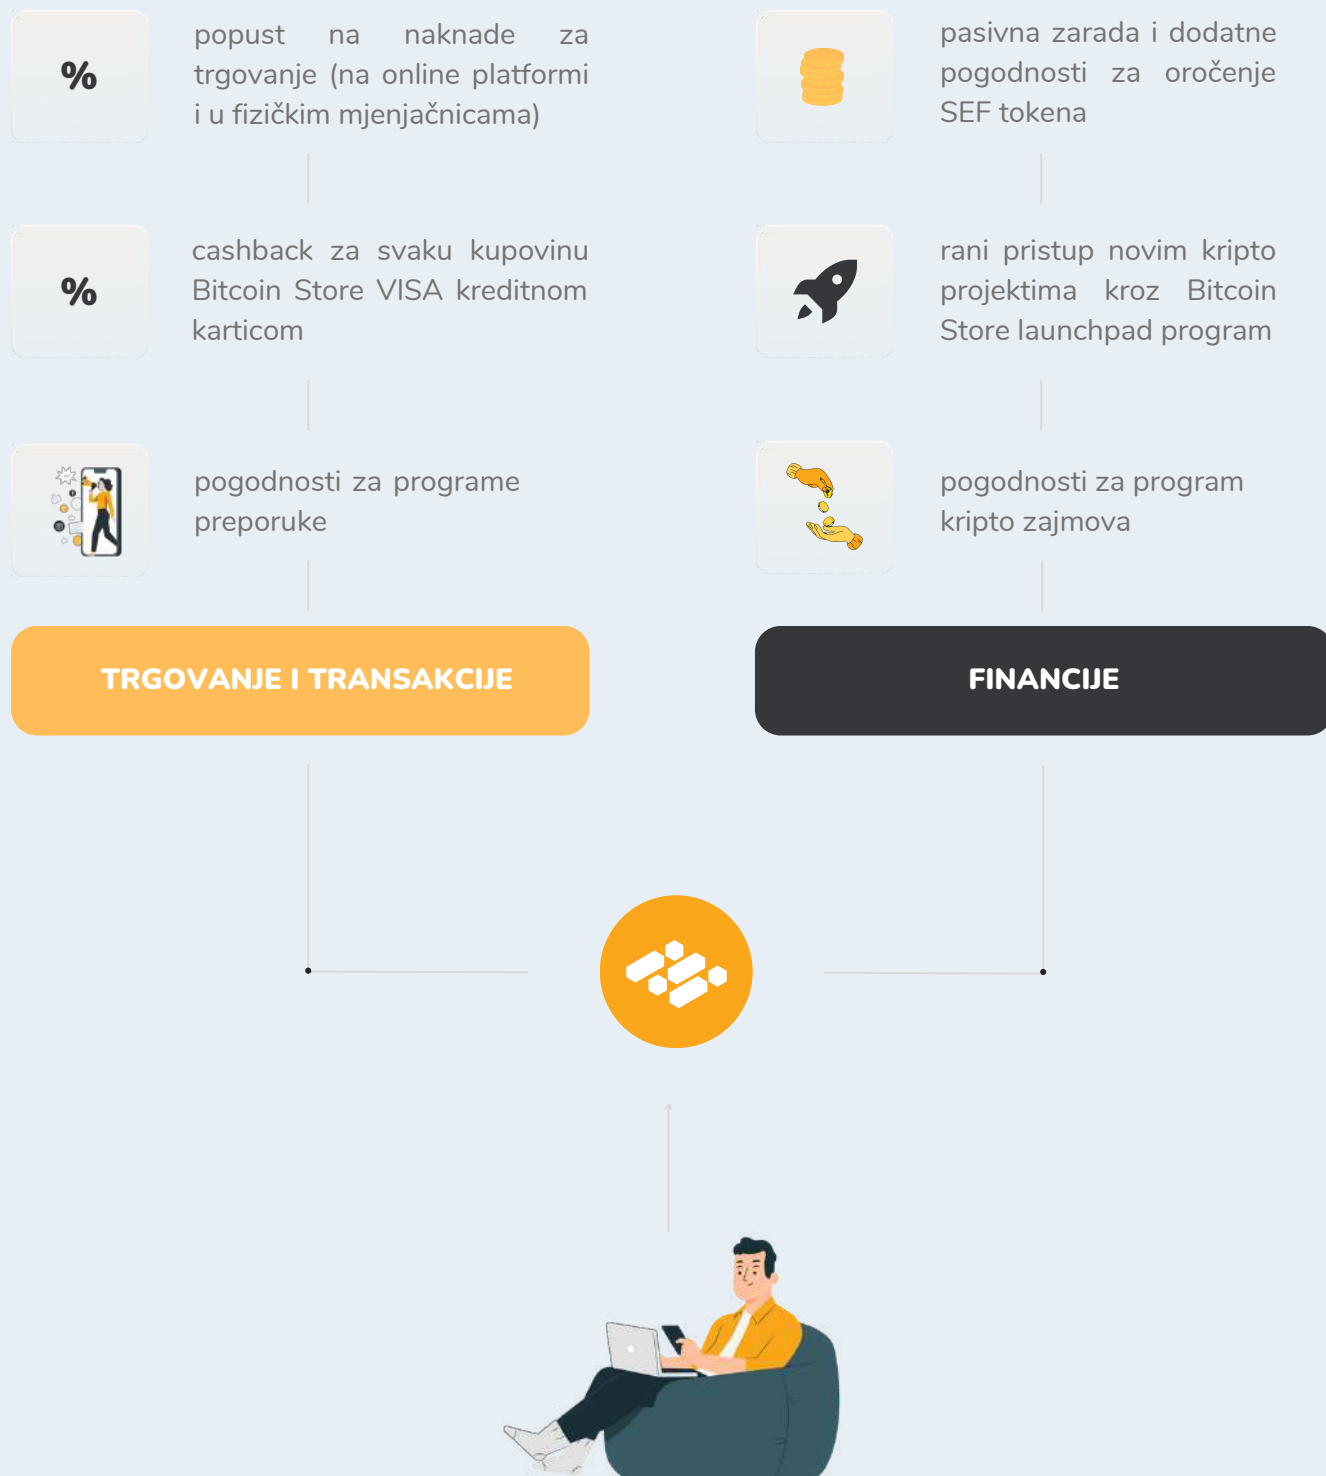 %
popust na naknade za
trgovanje (na online platformi
i u fizičkim mjenjačnicama)
%
cashback za svaku kupovinu
Bitcoin Store VISA kreditnom
karticom
pogodnosti za programe
preporuke
TRGOVANJE I TRANSAKCIJE
pasivna zarada i dodatne
pogodnosti za oročenje
SEF tokena
rani pristup novim kripto
projektima kroz Bitcoin
Store launchpad program
pogodnosti za program
kripto zajmova
FINANCIJE